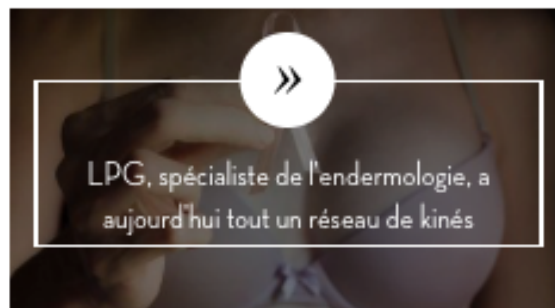 »
LPG, spécialiste de l'endermologie, a
aujourd'hui tout un réseau de kinés